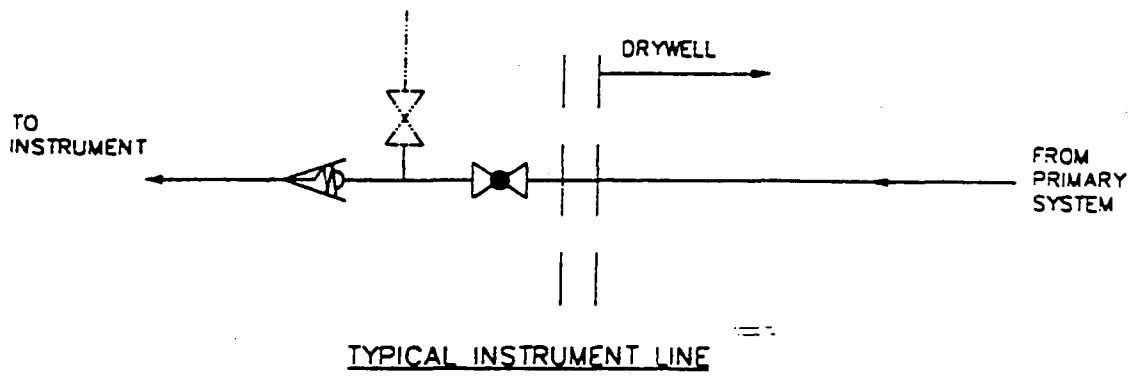 DRYWELL
TO
INSTRUMENT
FROM
PRIMARY
SYSTEM
TYPICAL INSTRUMENT LINE